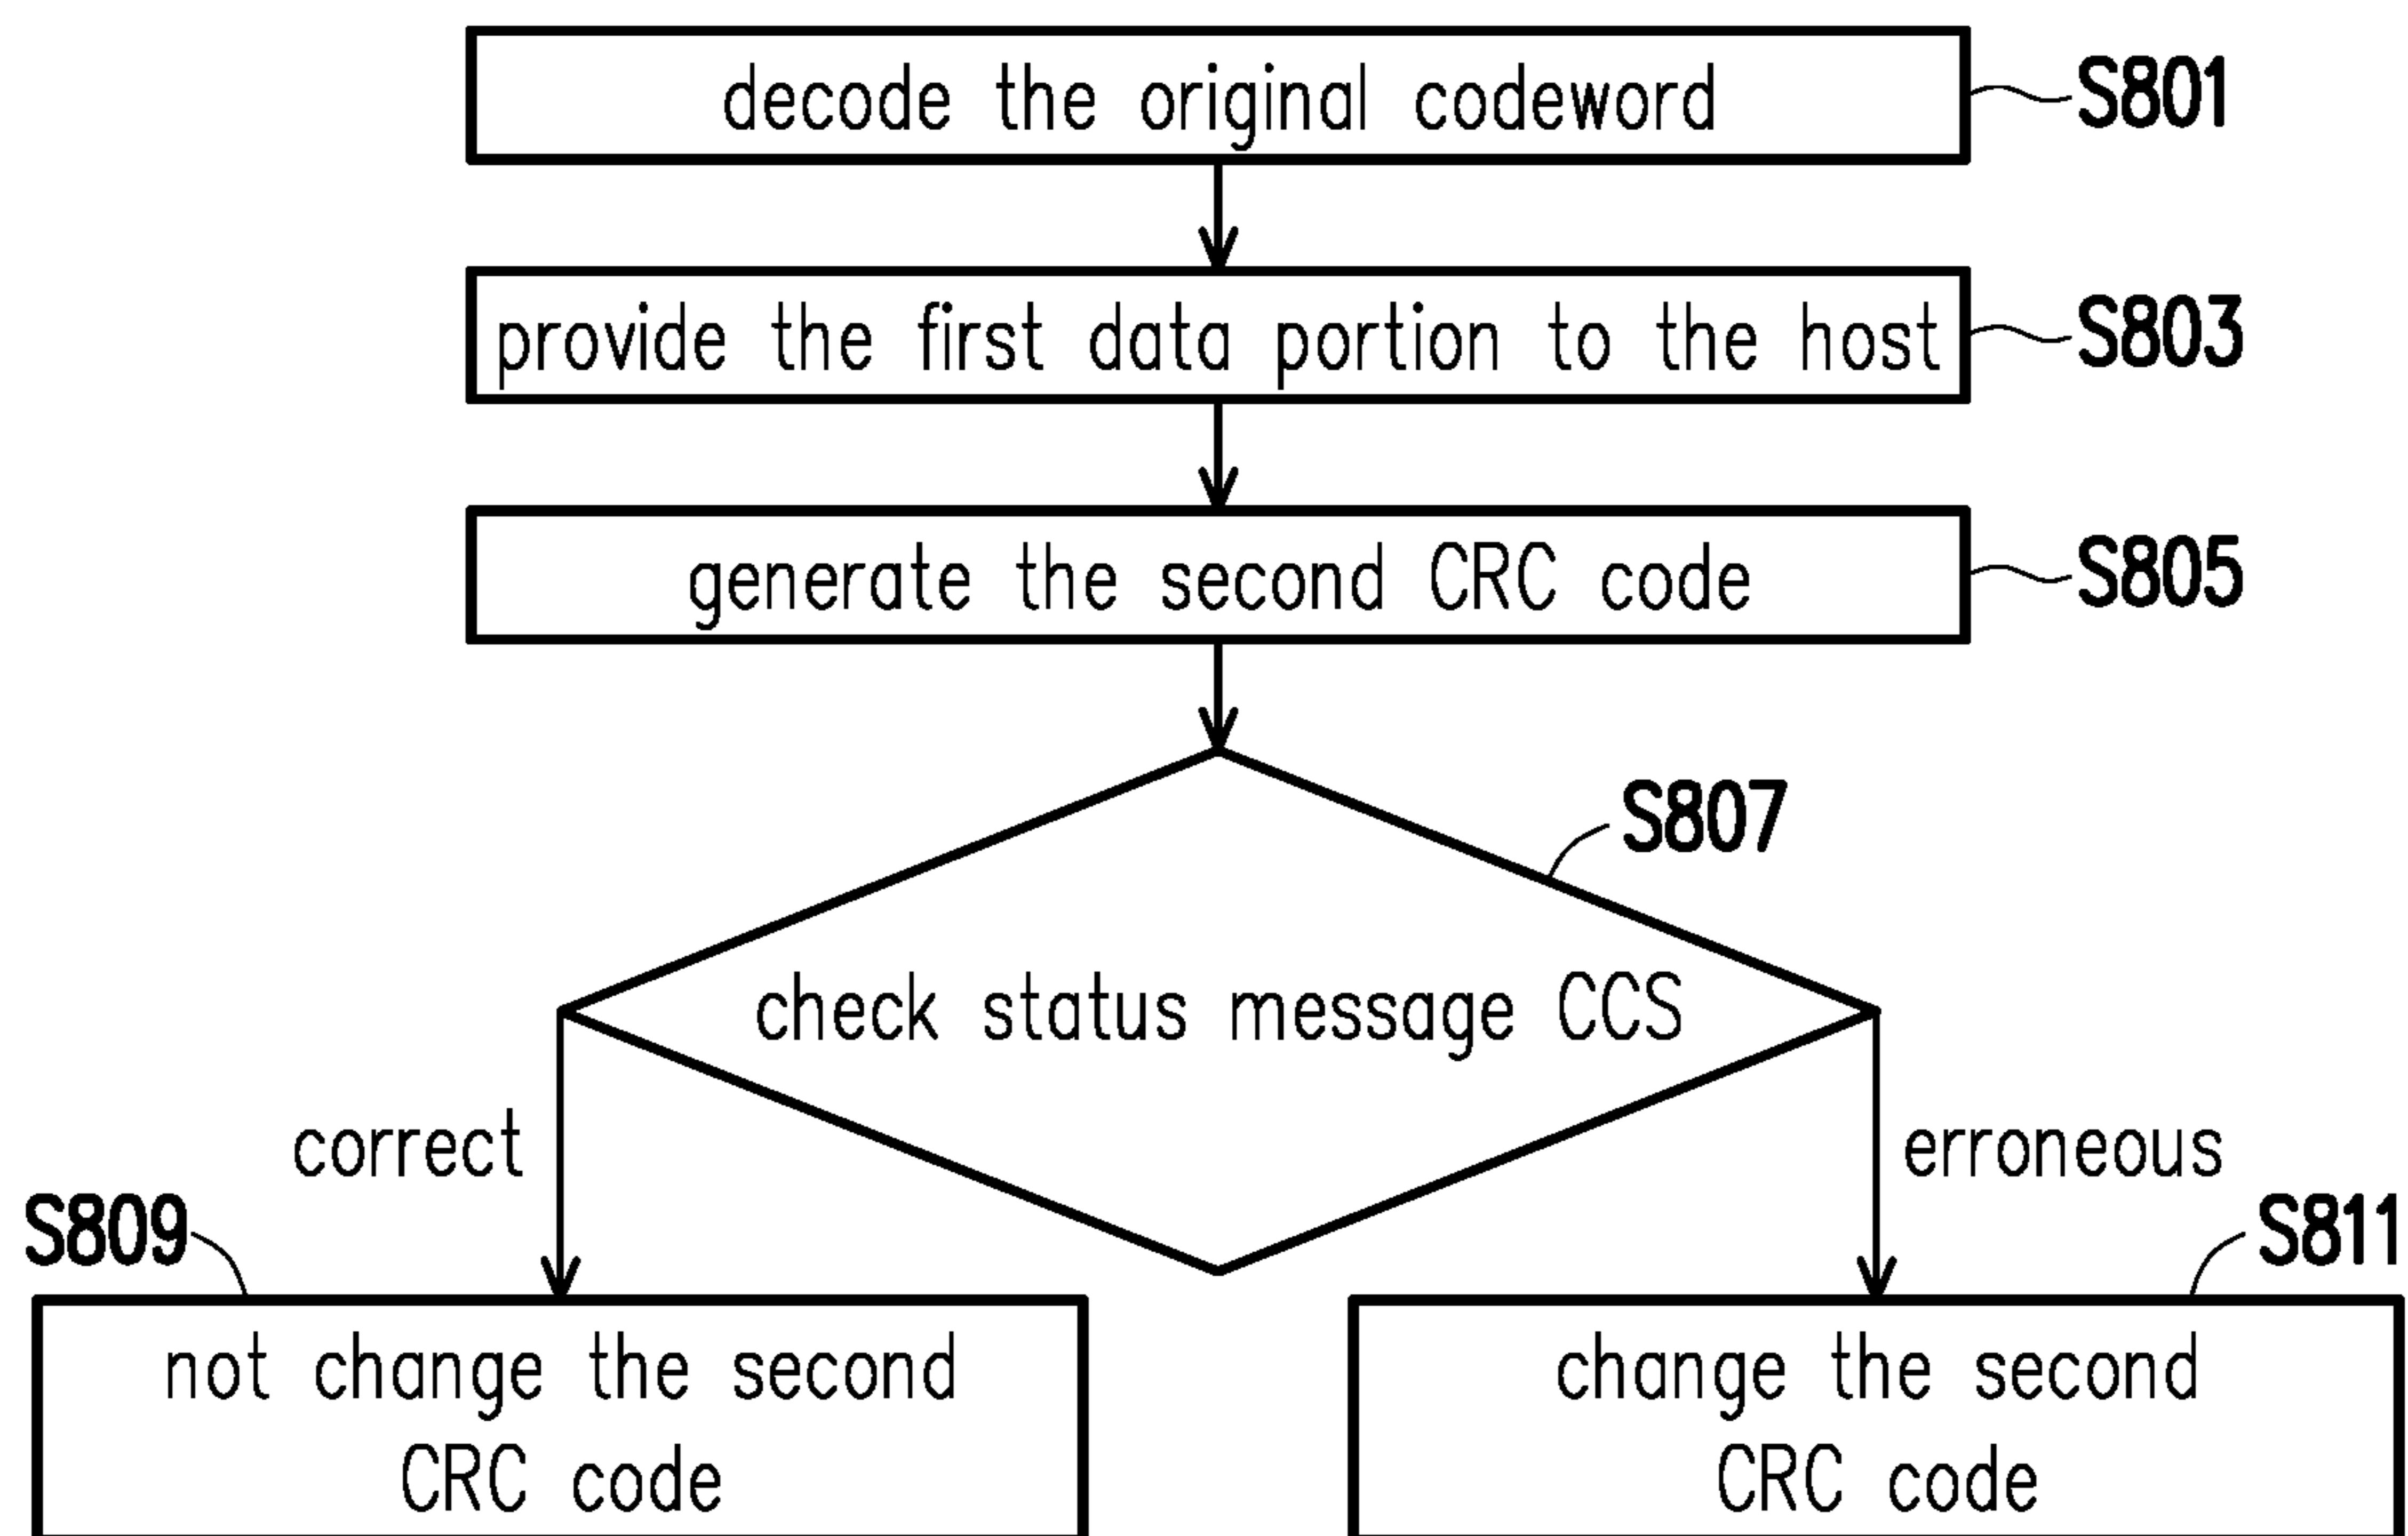 decode the original codeword
S801
provide the first data portion to the host
S803
generate the second CRC code
S805
S807
check status message CCS
correct
erroneous
S809
S811
not change the second
CRC code
change the second
CRC code